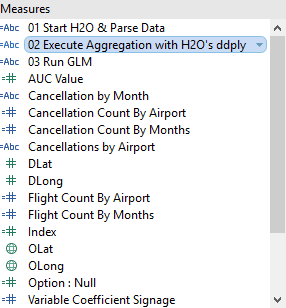 Measures
=Abc 01 Start H2O & Parse Data
=Abc 02 Execute Aggregation with H2O's ddply
=Abc 03 Run GLM
=# AUC Value
=Abc Cancellation by Month
=# Cancellation Count By Airport
=# Cancellation Count By Months
=Abc Cancellations by Airport
# DLat
# DLong
=# Flight Count By Airport
=# Flight Count By Months
=# Index
OLat
OLong
=# Option : Null
=# Variable Coefficient Signage